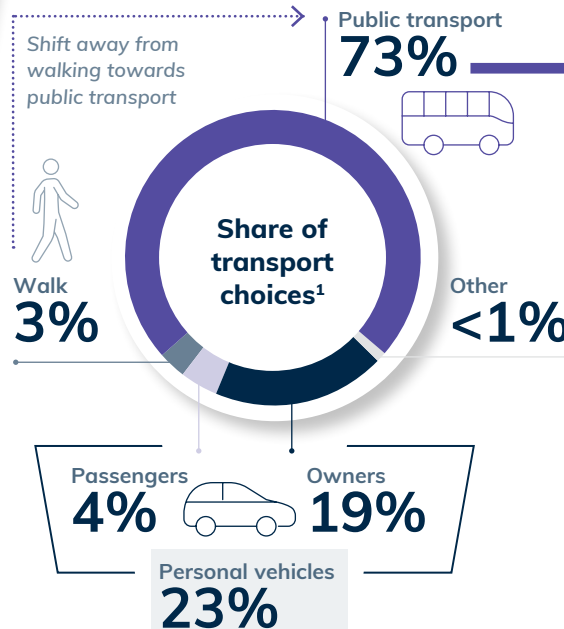 Public transport
73%
Shift away from
walking towards
public transport
Share of
transport
choices¹
Walk
3%
Other
<1%
Passengers
4%
Owners
19%
Personal vehicles
23%